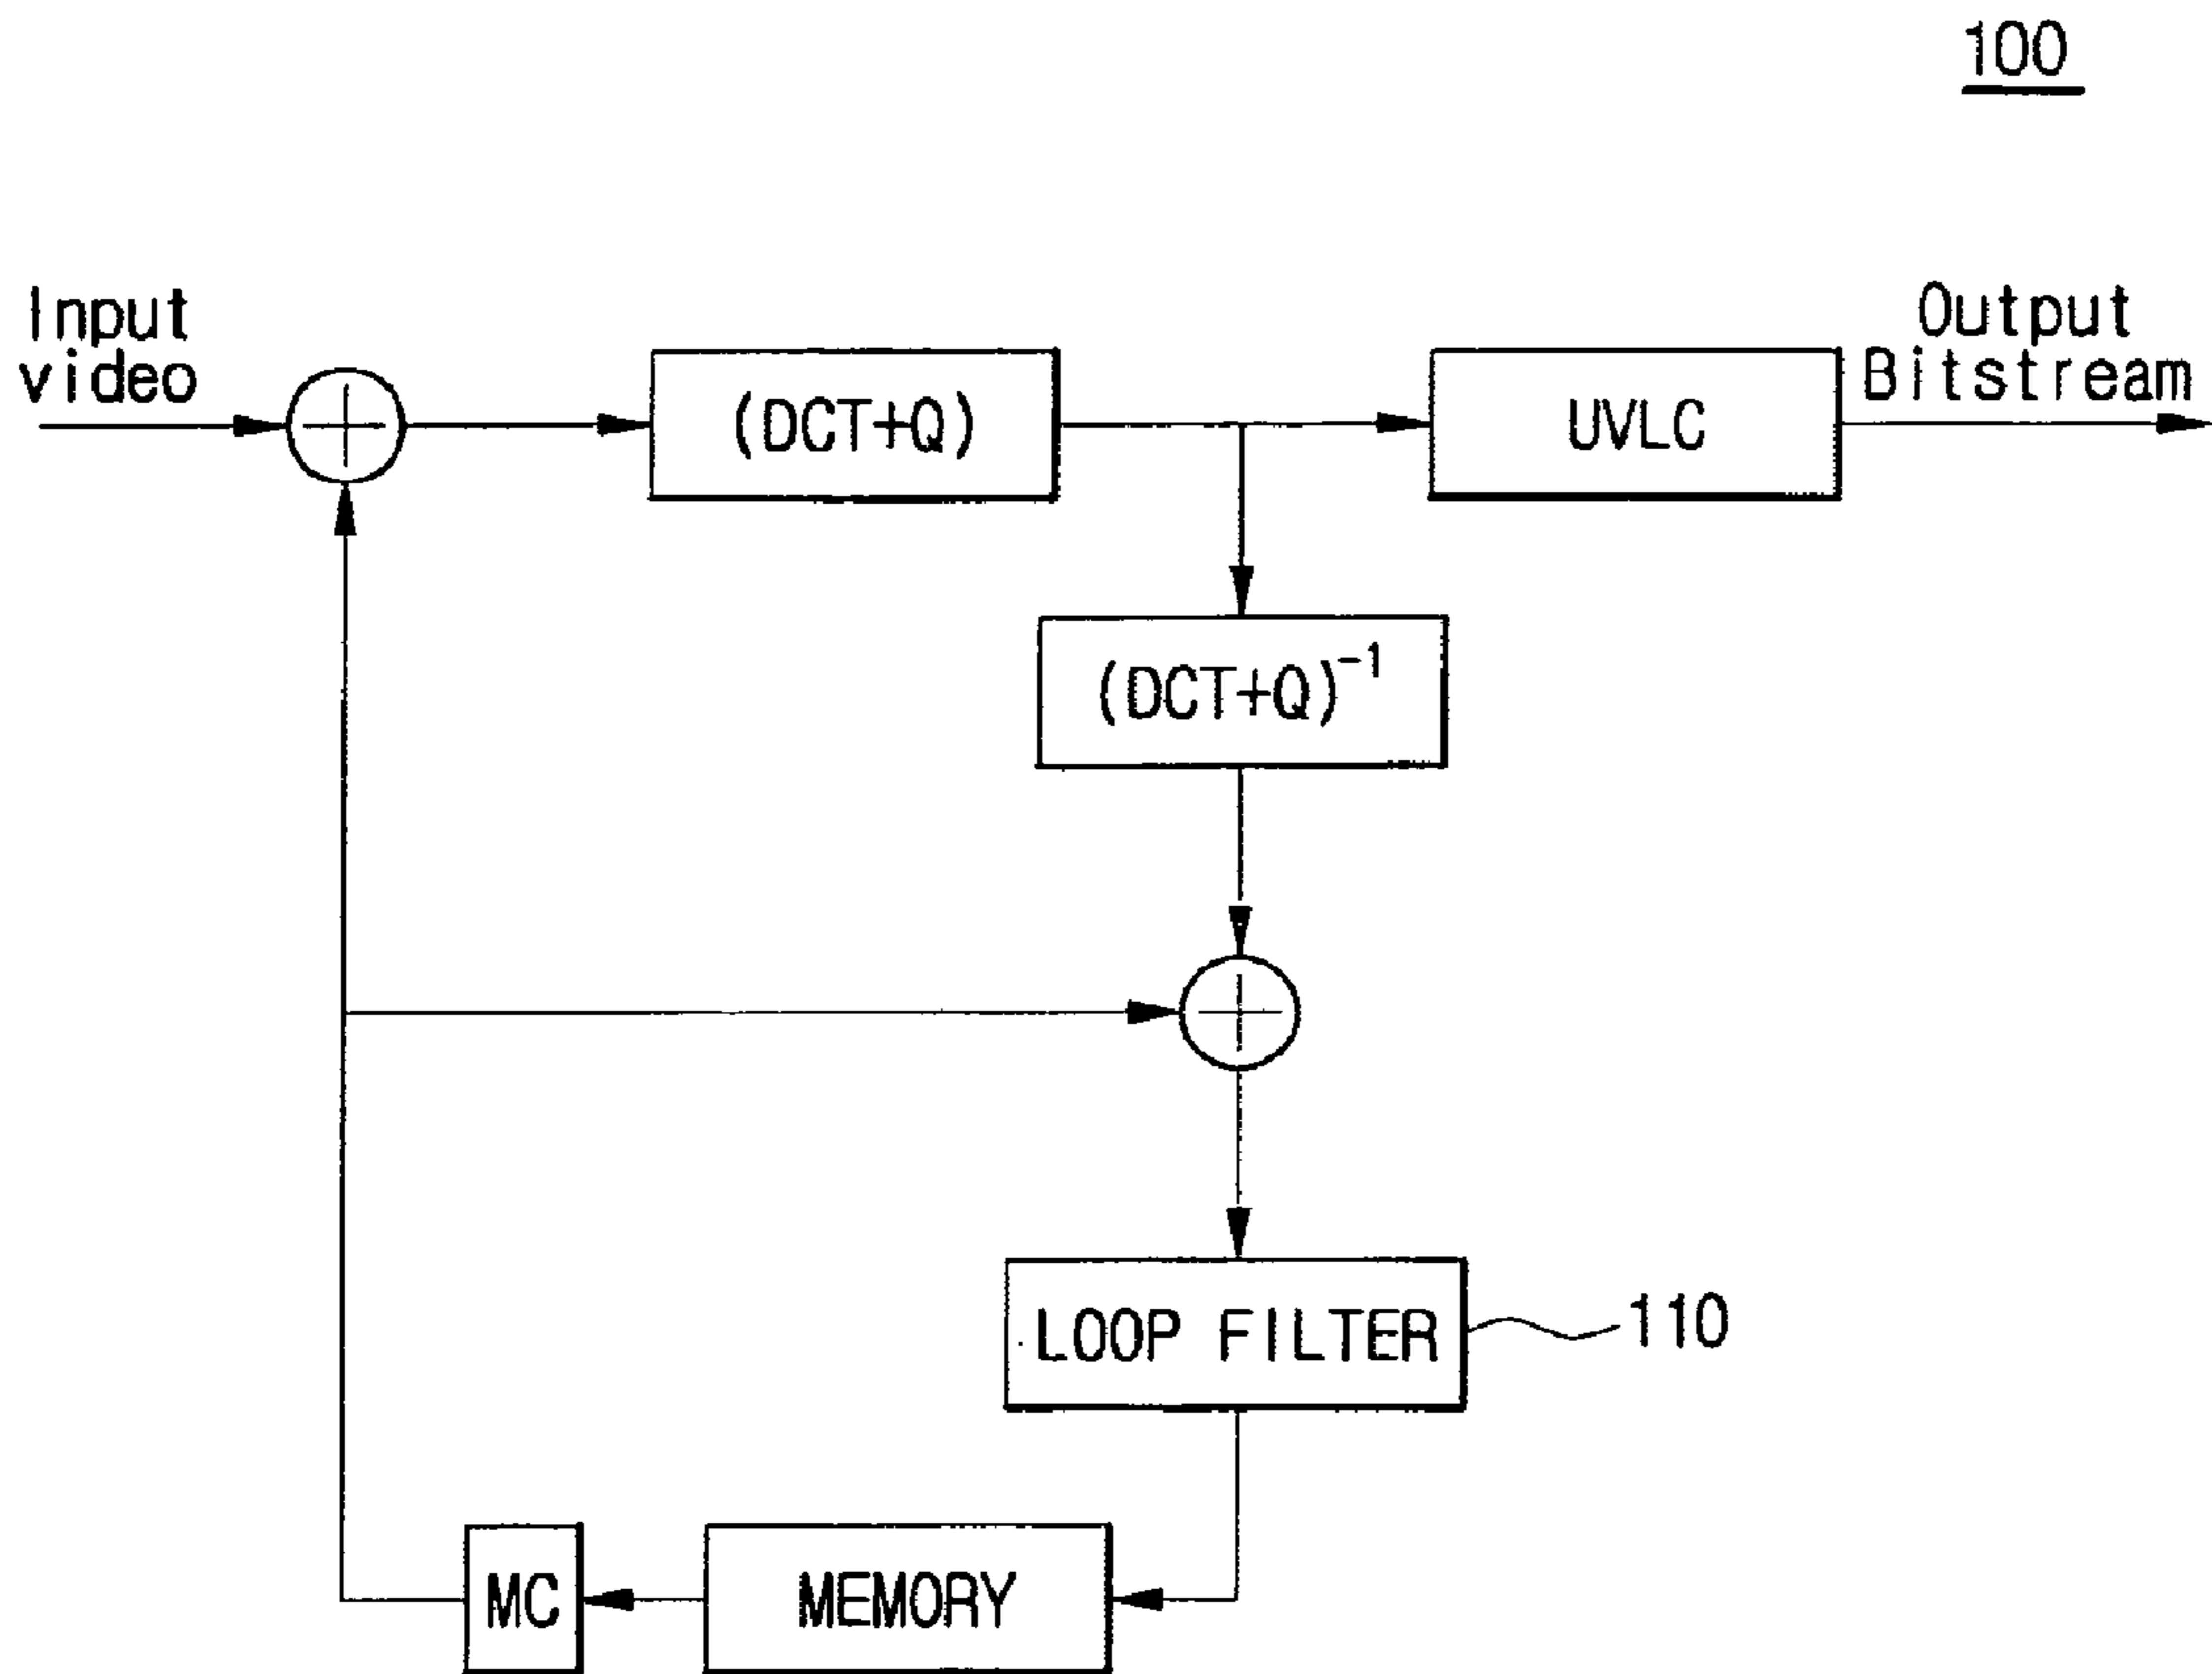 100
Input
video
(DCT+Q)
UVLC
Output
Bitstream
(DCT+Q)⁻¹
LOOP FILTER
110
MC
MEMORY